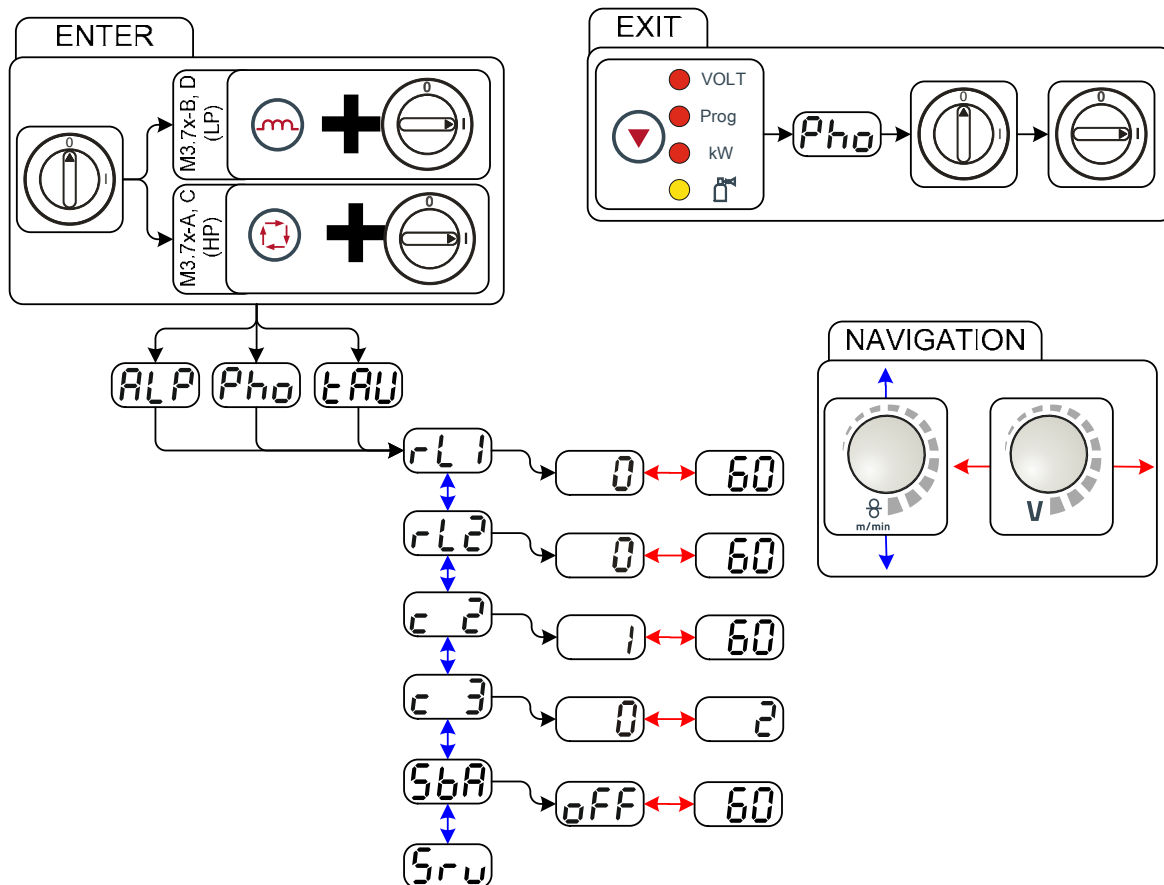 ENTER
0
I
M3.7x-B, D
(LP)
0
I
M3.7x-A, C
(HP)
0
I
EXIT
VOLT
Prog
kW
Pho
0
I
0
I
ALP
Pho
tAU
NAVIGATION
m/min
V
rL1
0
60
rL2
0
60
c 2
1
60
c 3
0
2
SbA
oFF
60
Srv